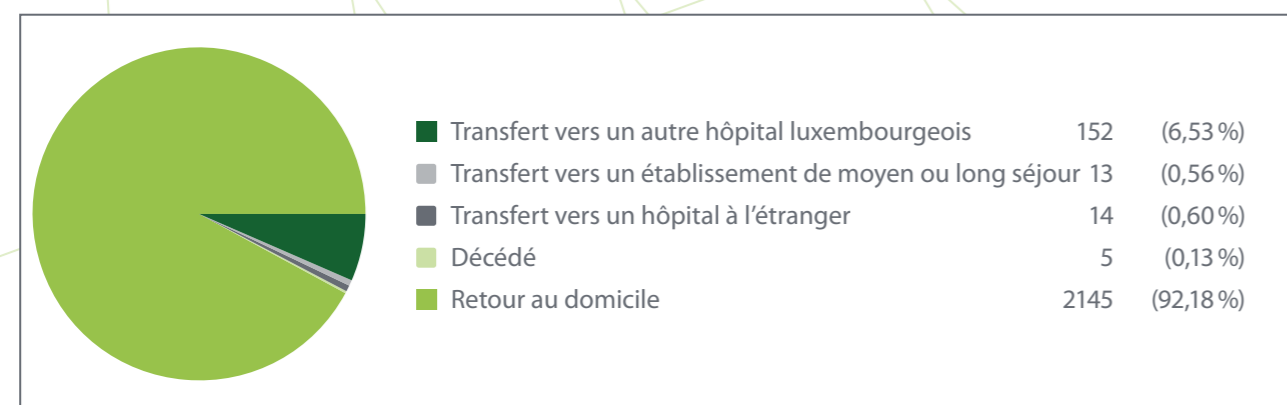 Transfert vers un autre hôpital luxembourgeois 152 (6,53 %)
Transfert vers un établissement de moyen ou long séjour 13 (0,56 %)
Transfert vers un hôpital à l’étranger 14 (0,60 %)
Décédé 5 (0,13 %)
Retour au domicile 2145 (92,18 %)